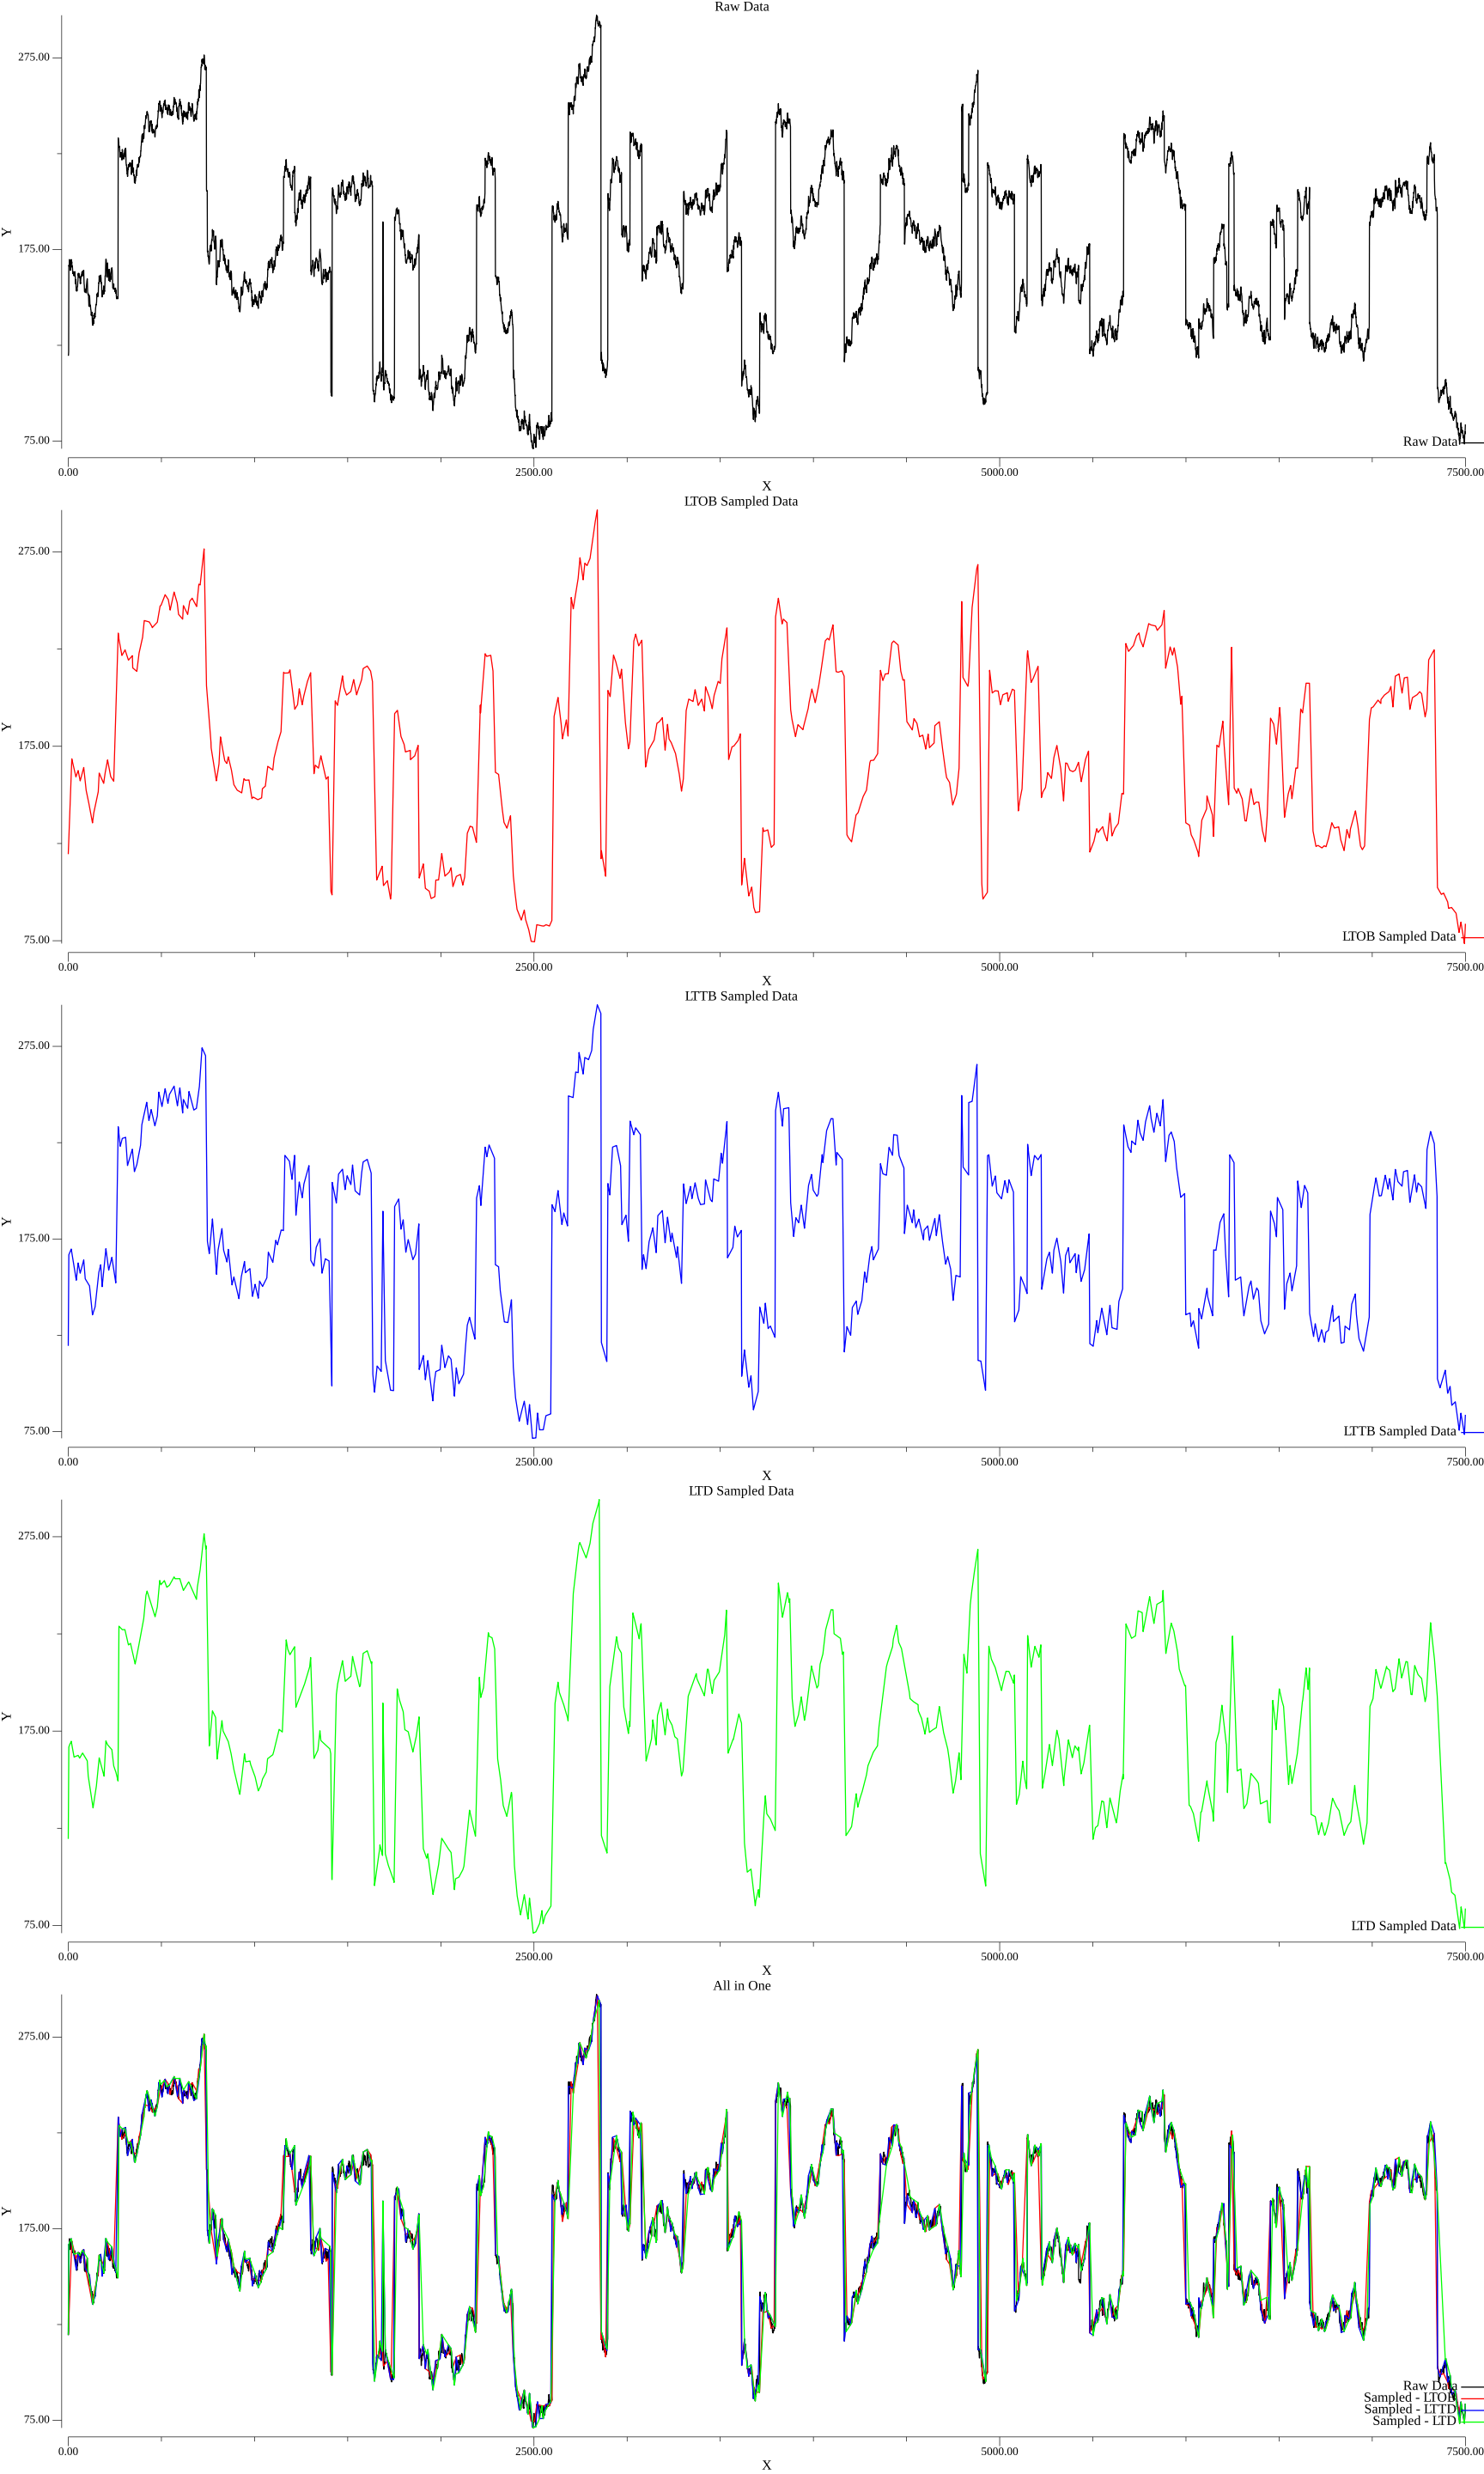 Raw Data
275.00
Y
175.00
75.00
Raw Data
0.00 2500.00 5000.00 7500.00
X
LTOB Sampled Data
275.00
Y
175.00
75.00
LTOB Sampled Data
0.00 2500.00 5000.00 7500.00
X
LTTB Sampled Data
275.00
Y
175.00
75.00
LTTB Sampled Data
0.00 2500.00 5000.00 7500.00
X
LTD Sampled Data
275.00
Y
175.00
75.00
LTD Sampled Data
0.00 2500.00 5000.00 7500.00
X
All in One
275.00
Y
175.00
Raw Data
Sampled - LTOB
Sampled - LTTD
Sampled - LTD
75.00
0.00 2500.00 5000.00 7500.00
X